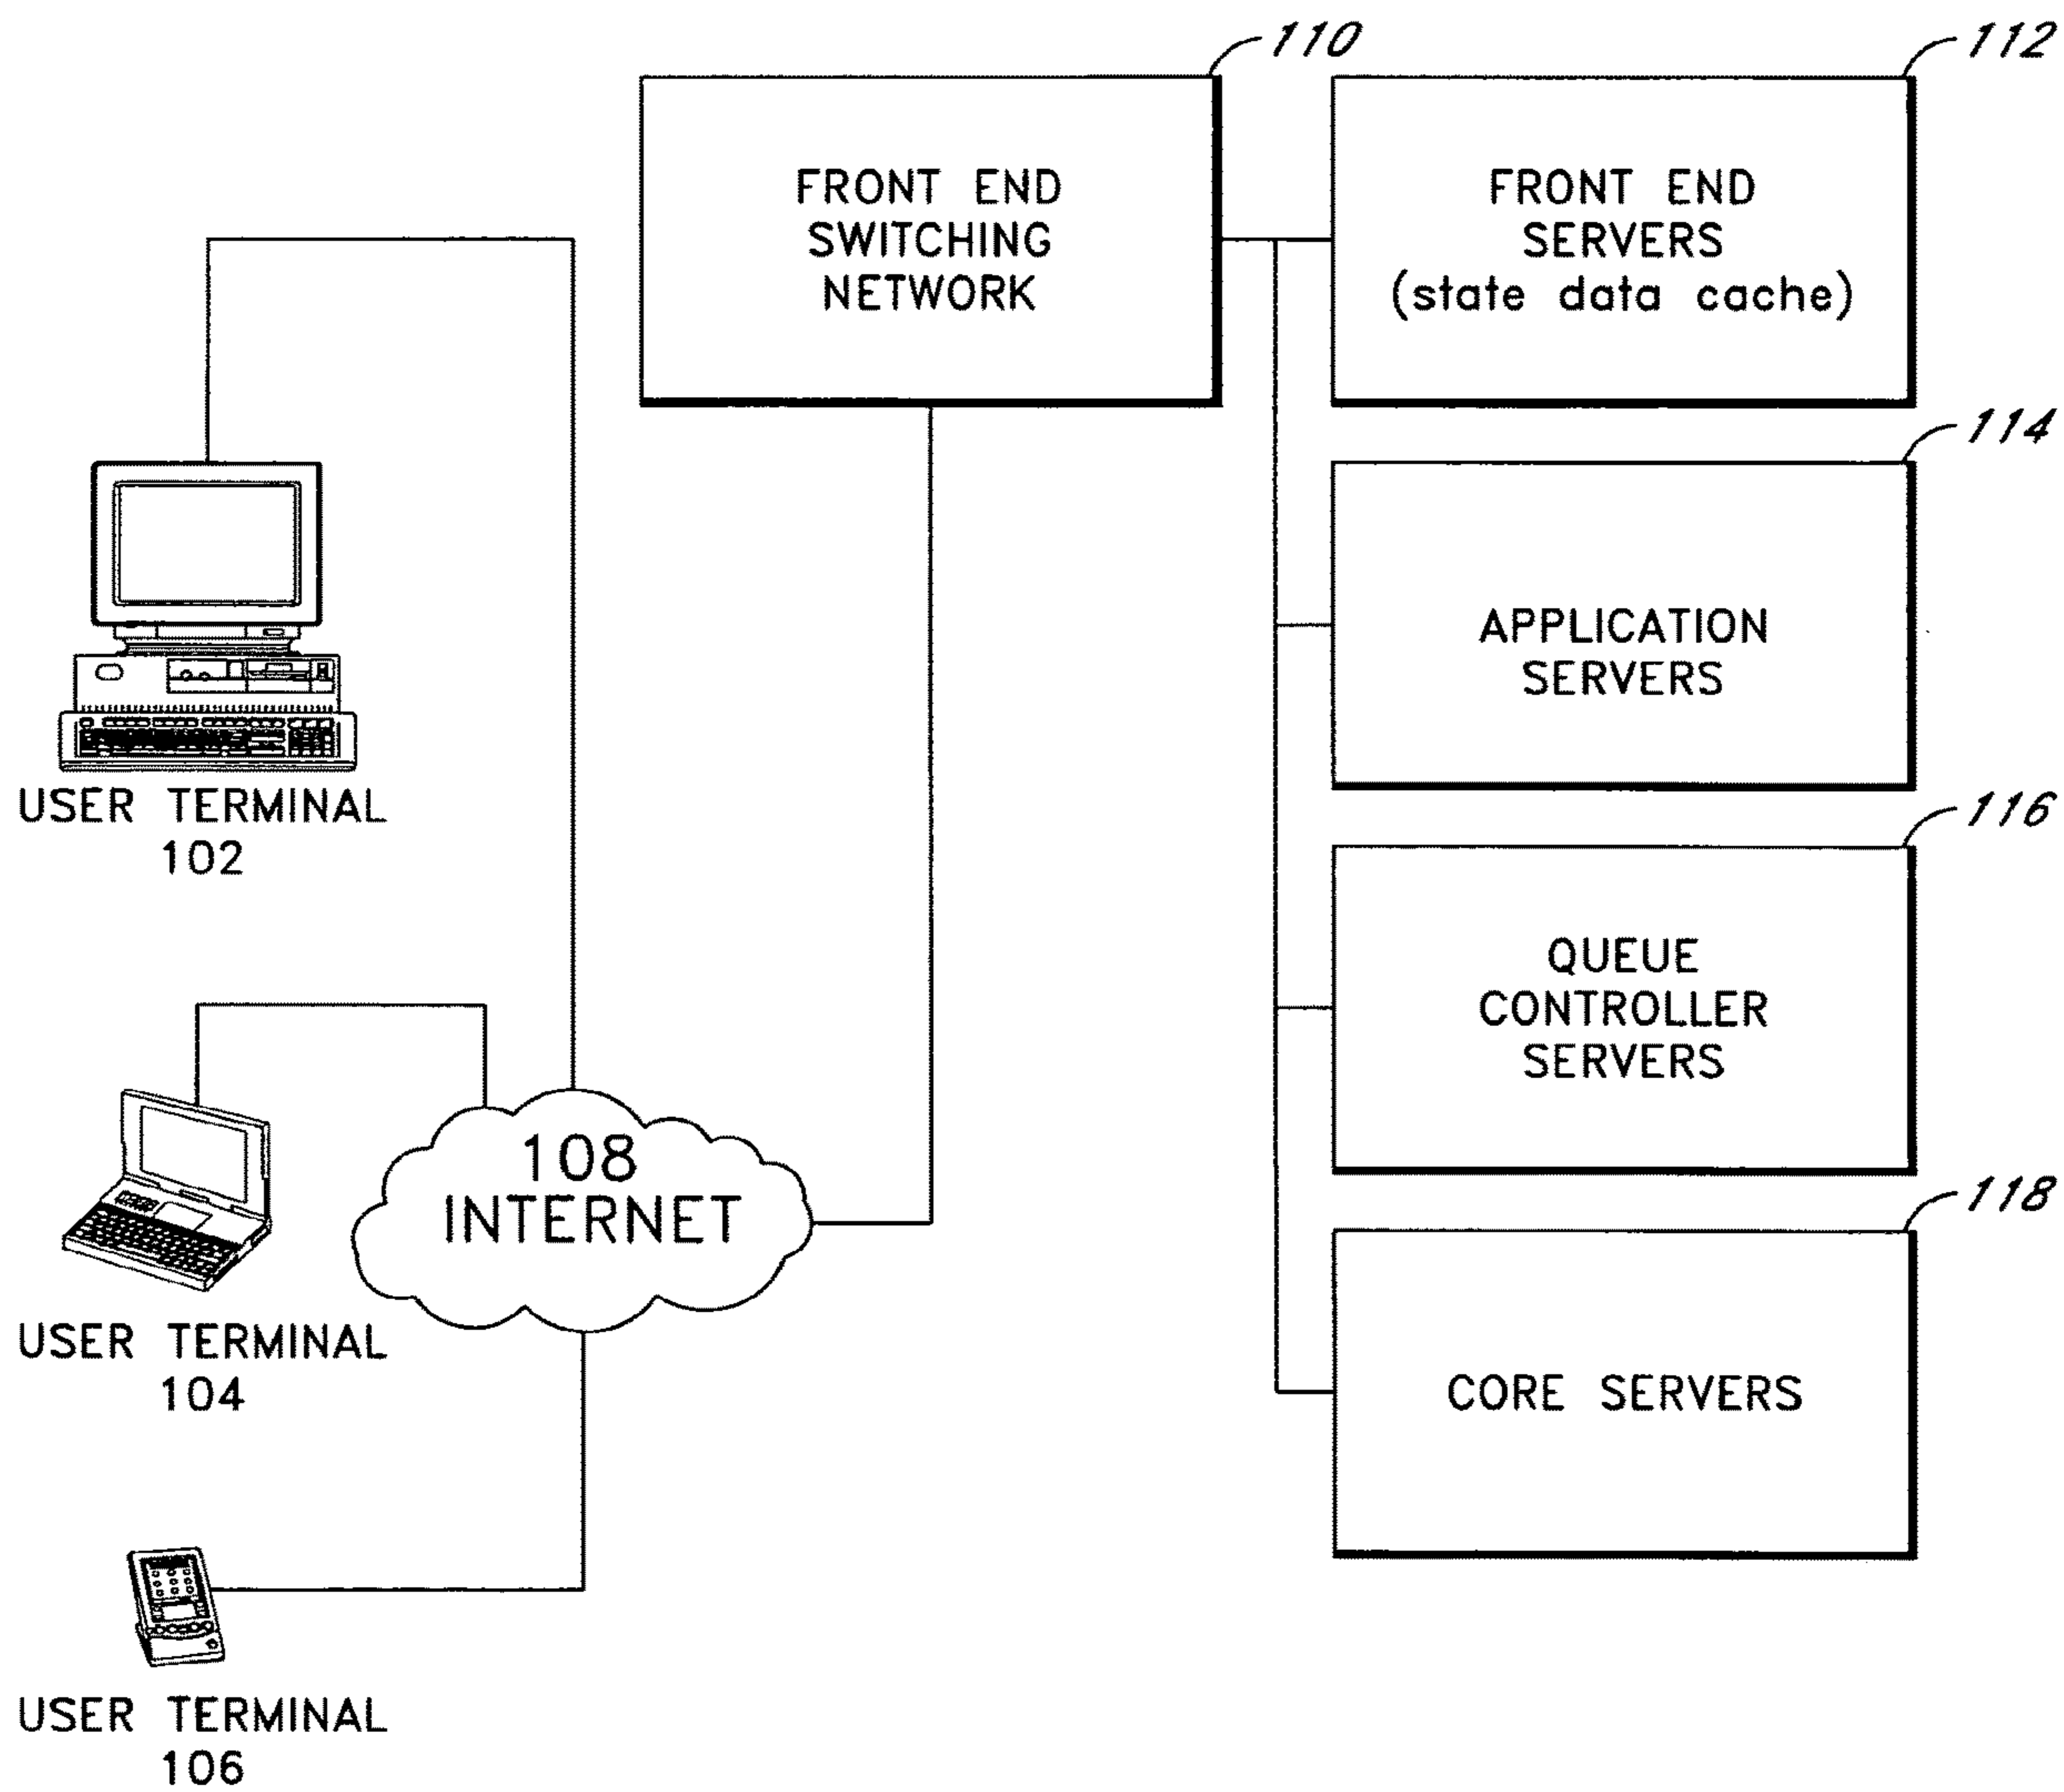 110
112
FRONT END
SWITCHING
NETWORK
FRONT END
SERVERS
(state data cache)
114
APPLICATION
SERVERS
USER TERMINAL
102
116
QUEUE
CONTROLLER
SERVERS
108
INTERNET
118
USER TERMINAL
104
CORE SERVERS
USER TERMINAL
106